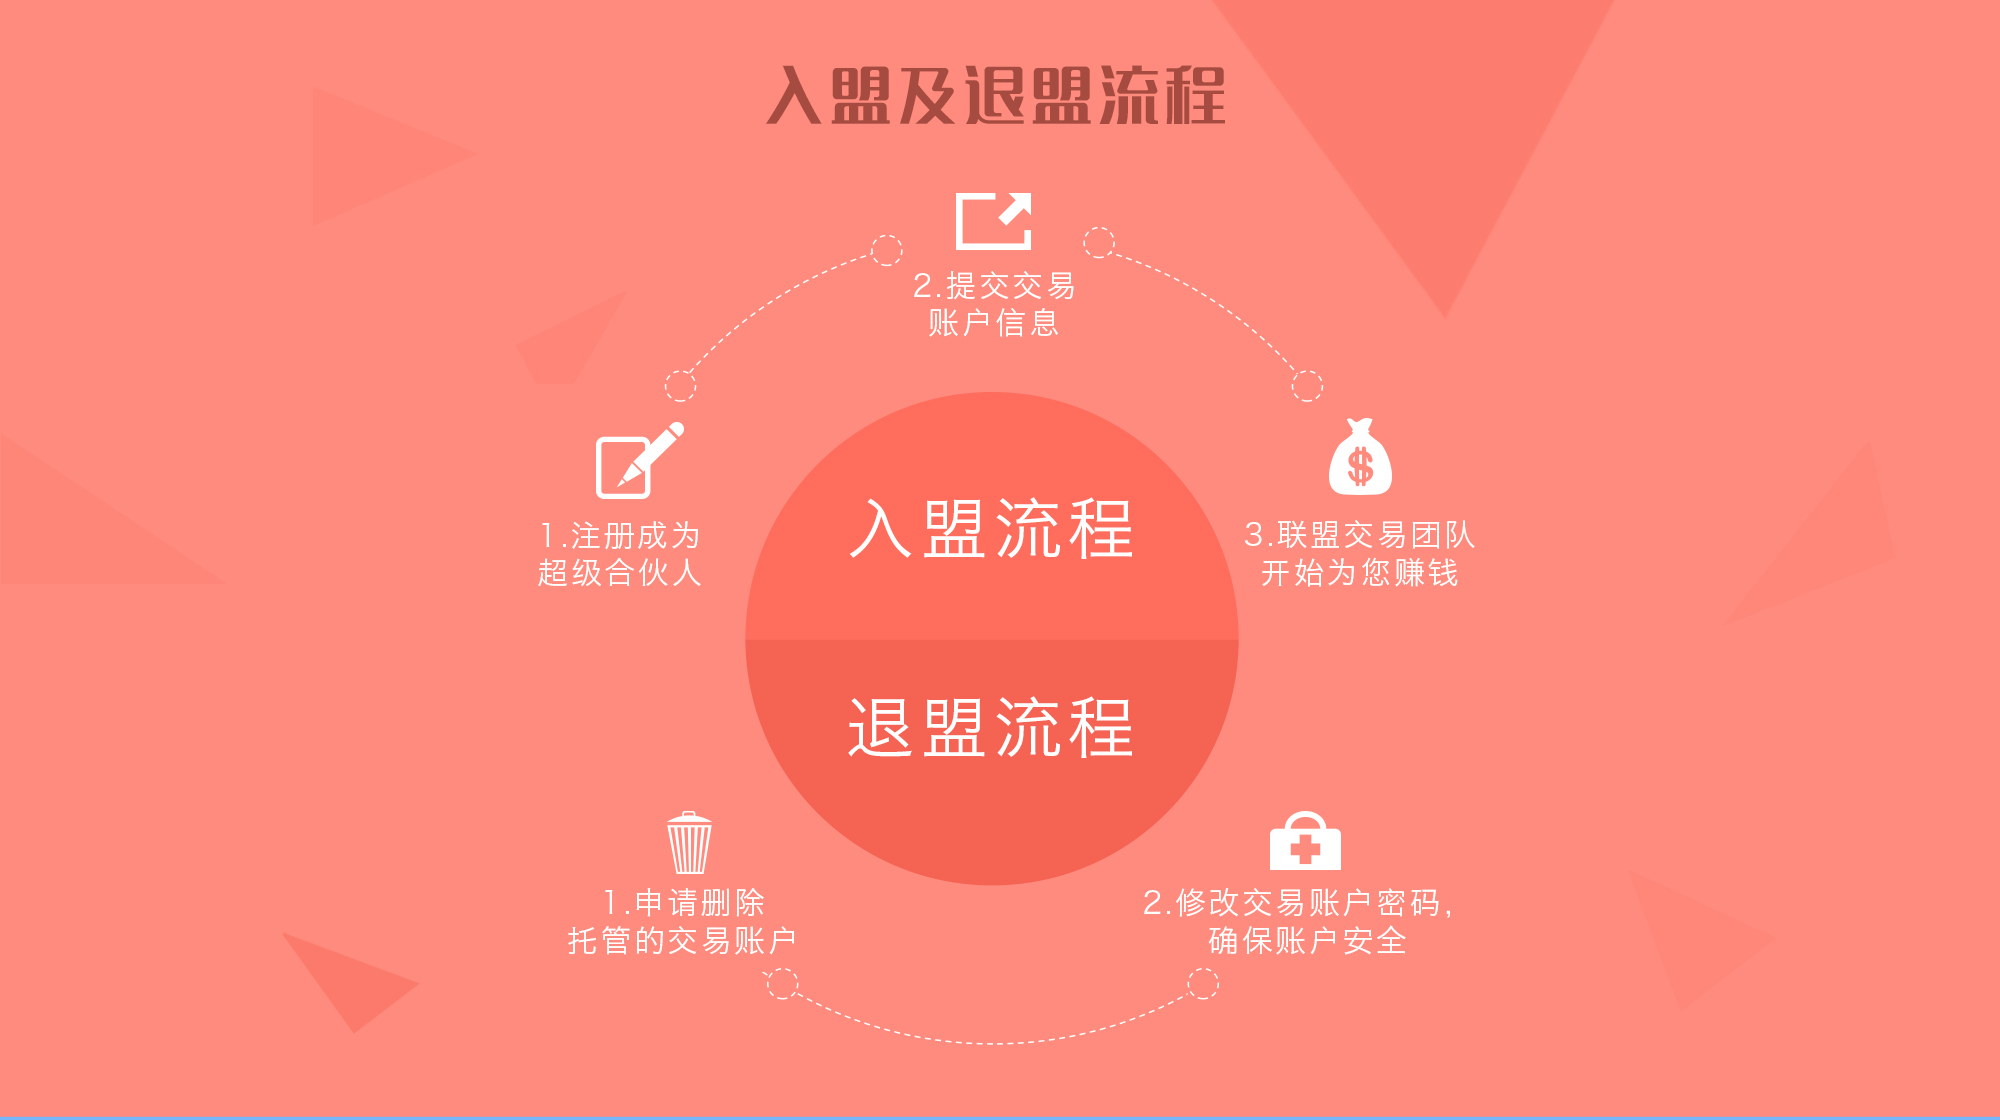 入盟及退盟流程
2.提交交易
账户信息
1.注册成为
超级合伙人
3.联盟交易团队
开始为您赚钱
入盟流程
退盟流程
1.申请删除
托管的交易账户
2.修改交易账户密码,
确保账户安全